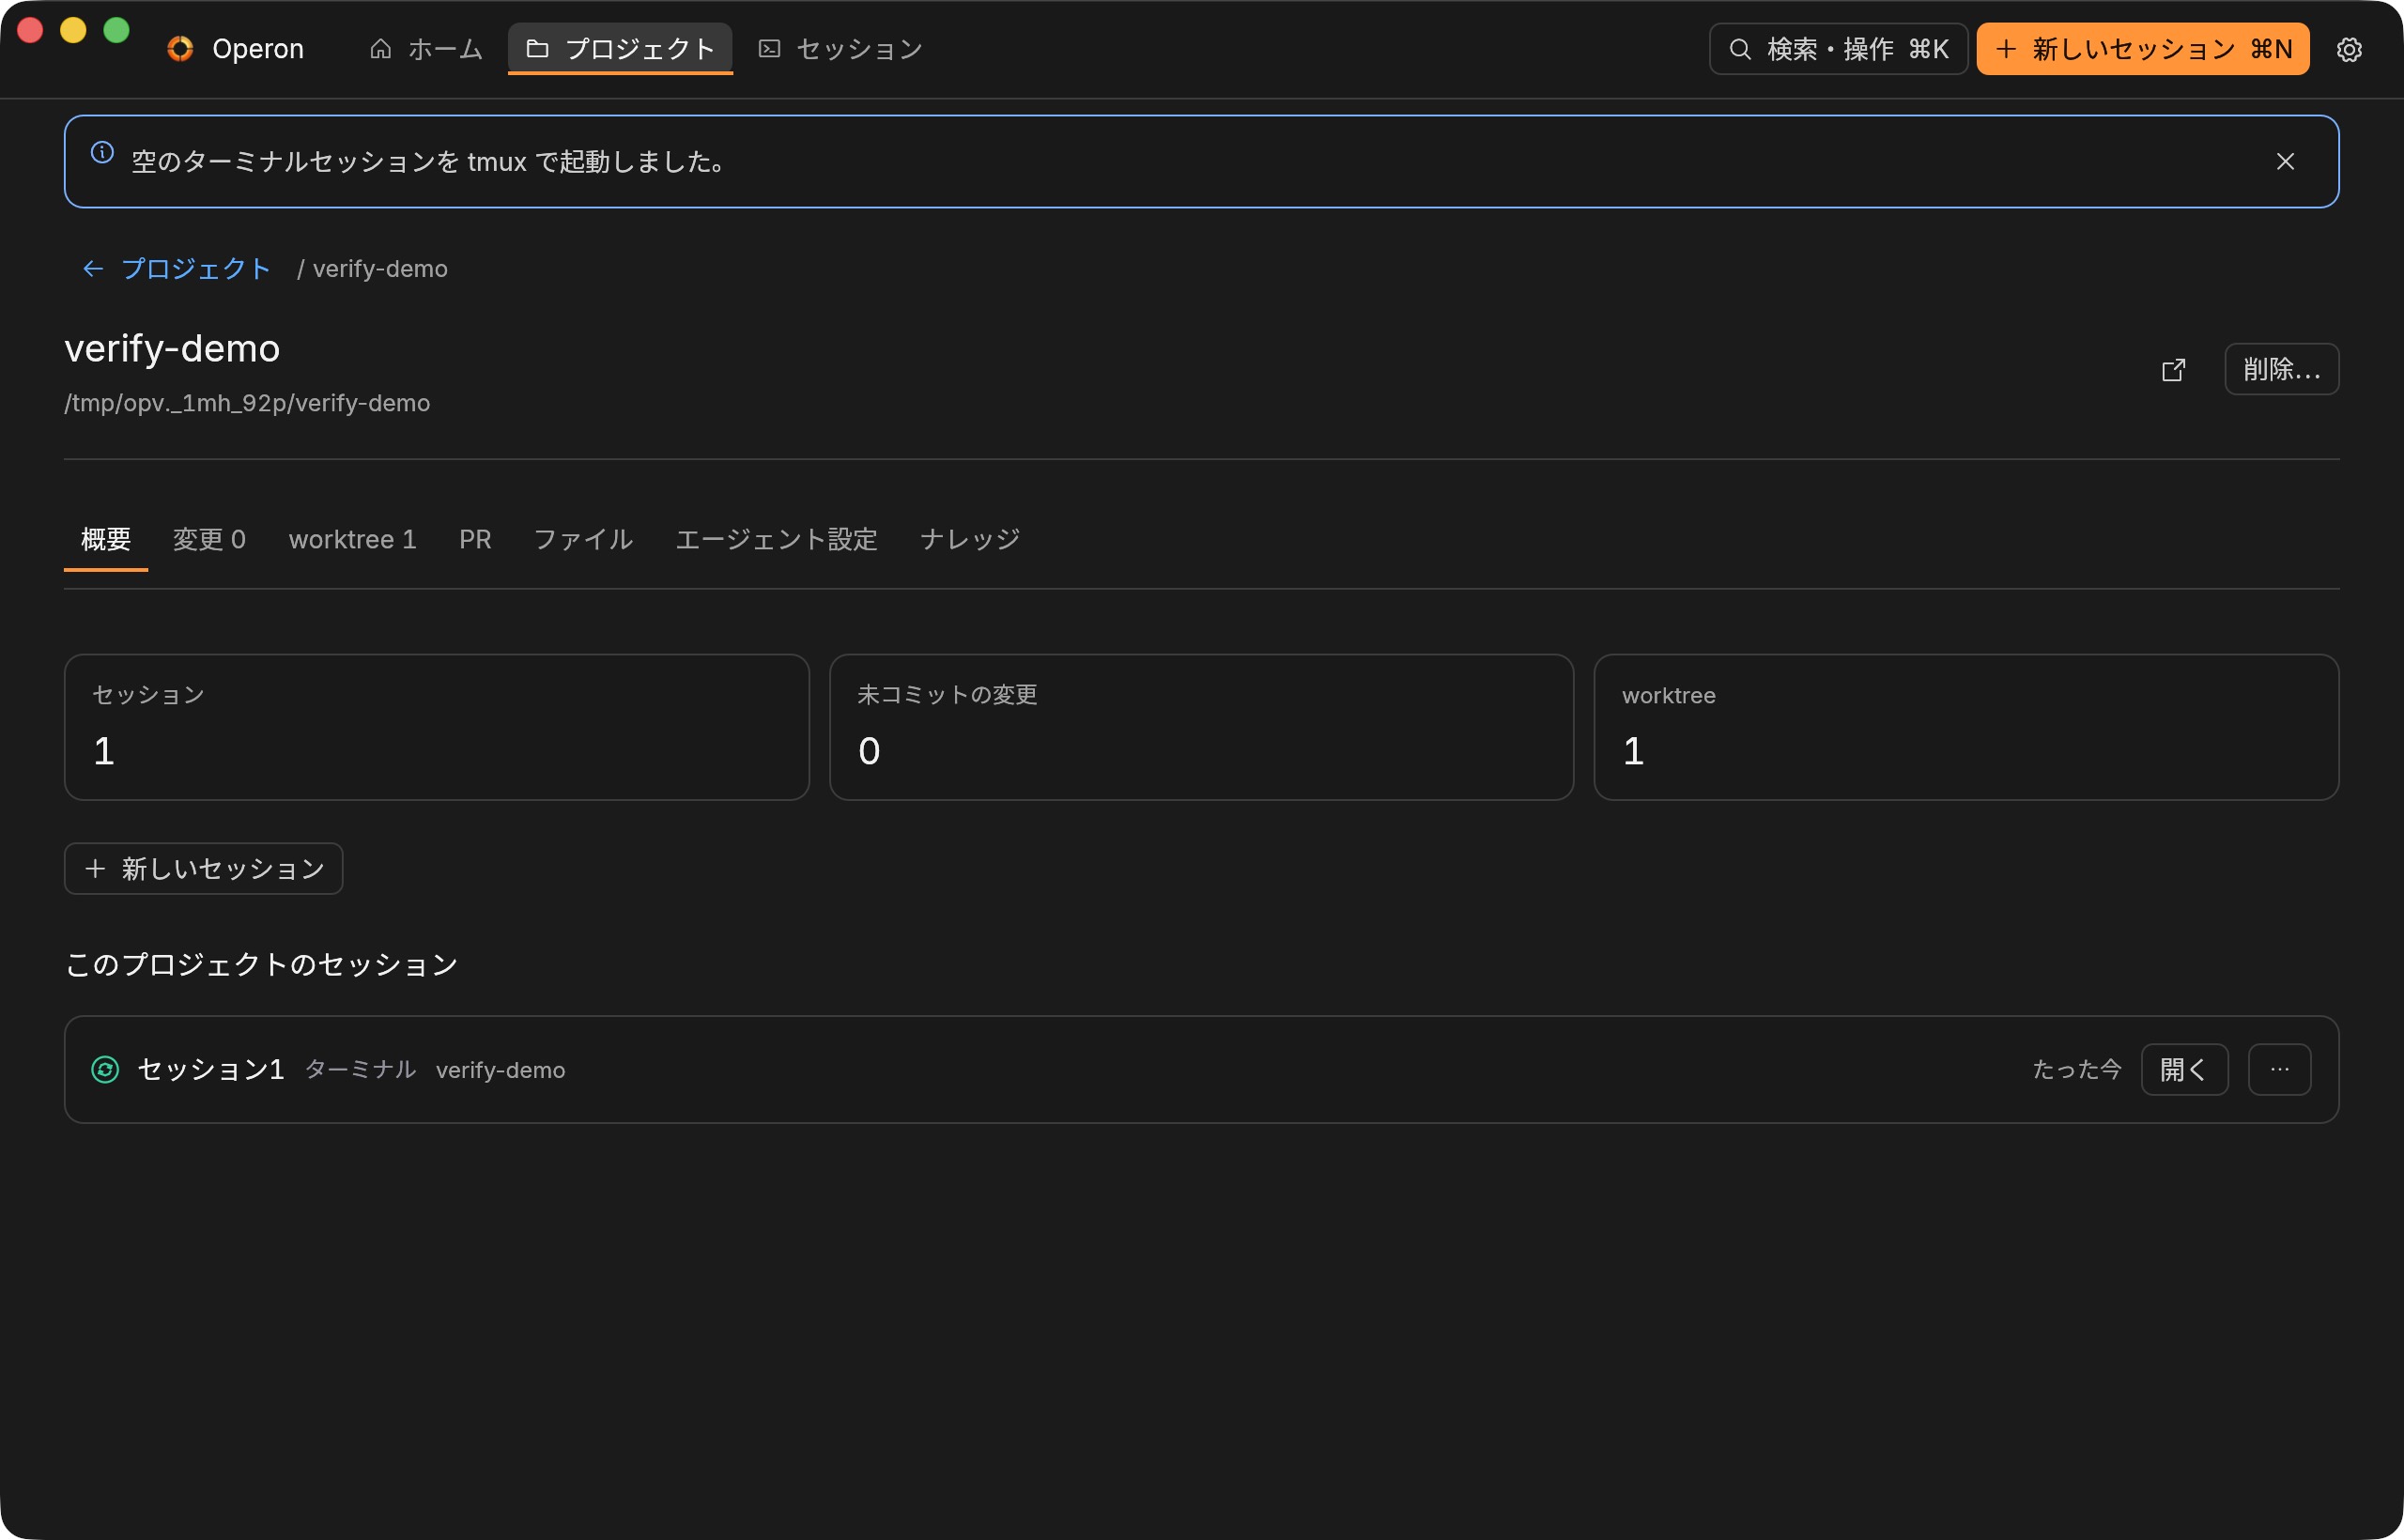 Operon ホーム プロジェクト セッション 検索・操作 ⌘K + 新しいセッション ⌘N
空のターミナルセッションを tmux で起動しました。
← プロジェクト / verify-demo
verify-demo
/tmp/opv._1mh_92p/verify-demo
削除...
概要 変更 0 worktree 1 PR ファイル エージェント設定 ナレッジ
セッション 未コミットの変更 worktree
1 0 1
+ 新しいセッション
このプロジェクトのセッション
セッション1 ターミナル verify-demo たった今 開く ...